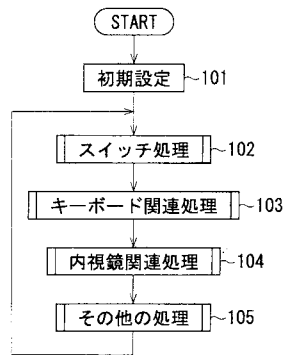 START
初期設定 101
スイッチ処理 102
キーボード関連処理 103
内視鏡関連処理 104
その他の処理 105